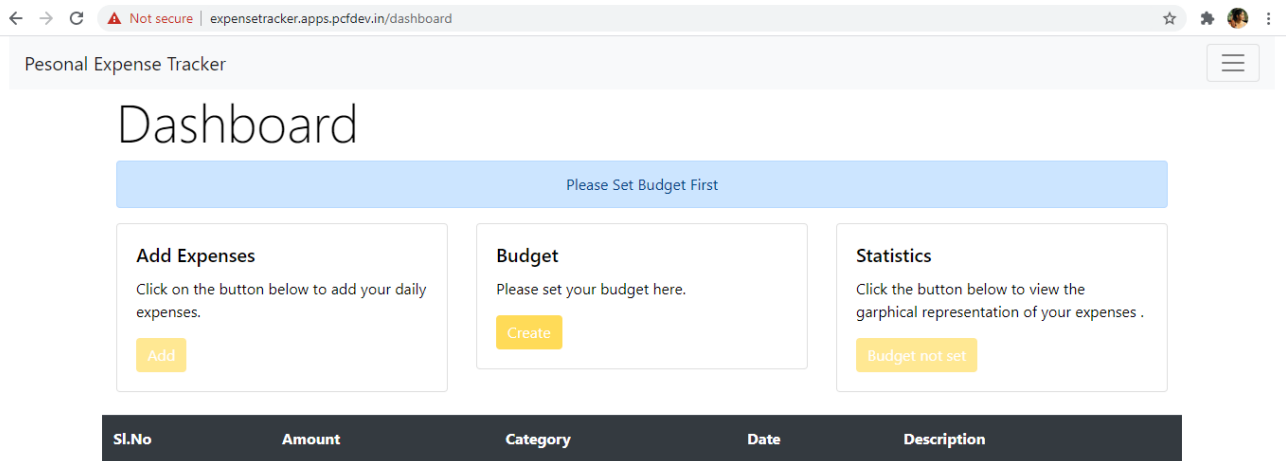 Not secure | expensetracker.apps.pcfdev.in/dashboard
Pesonal Expense Tracker
Dashboard
Please Set Budget First
Add Expenses
Click on the button below to add your daily
expenses.
Add
Budget
Please set your budget here.
Create
Statistics
Click the button below to view the
garphical representation of your expenses .
Budget not set
Sl.No Amount Category Date Description